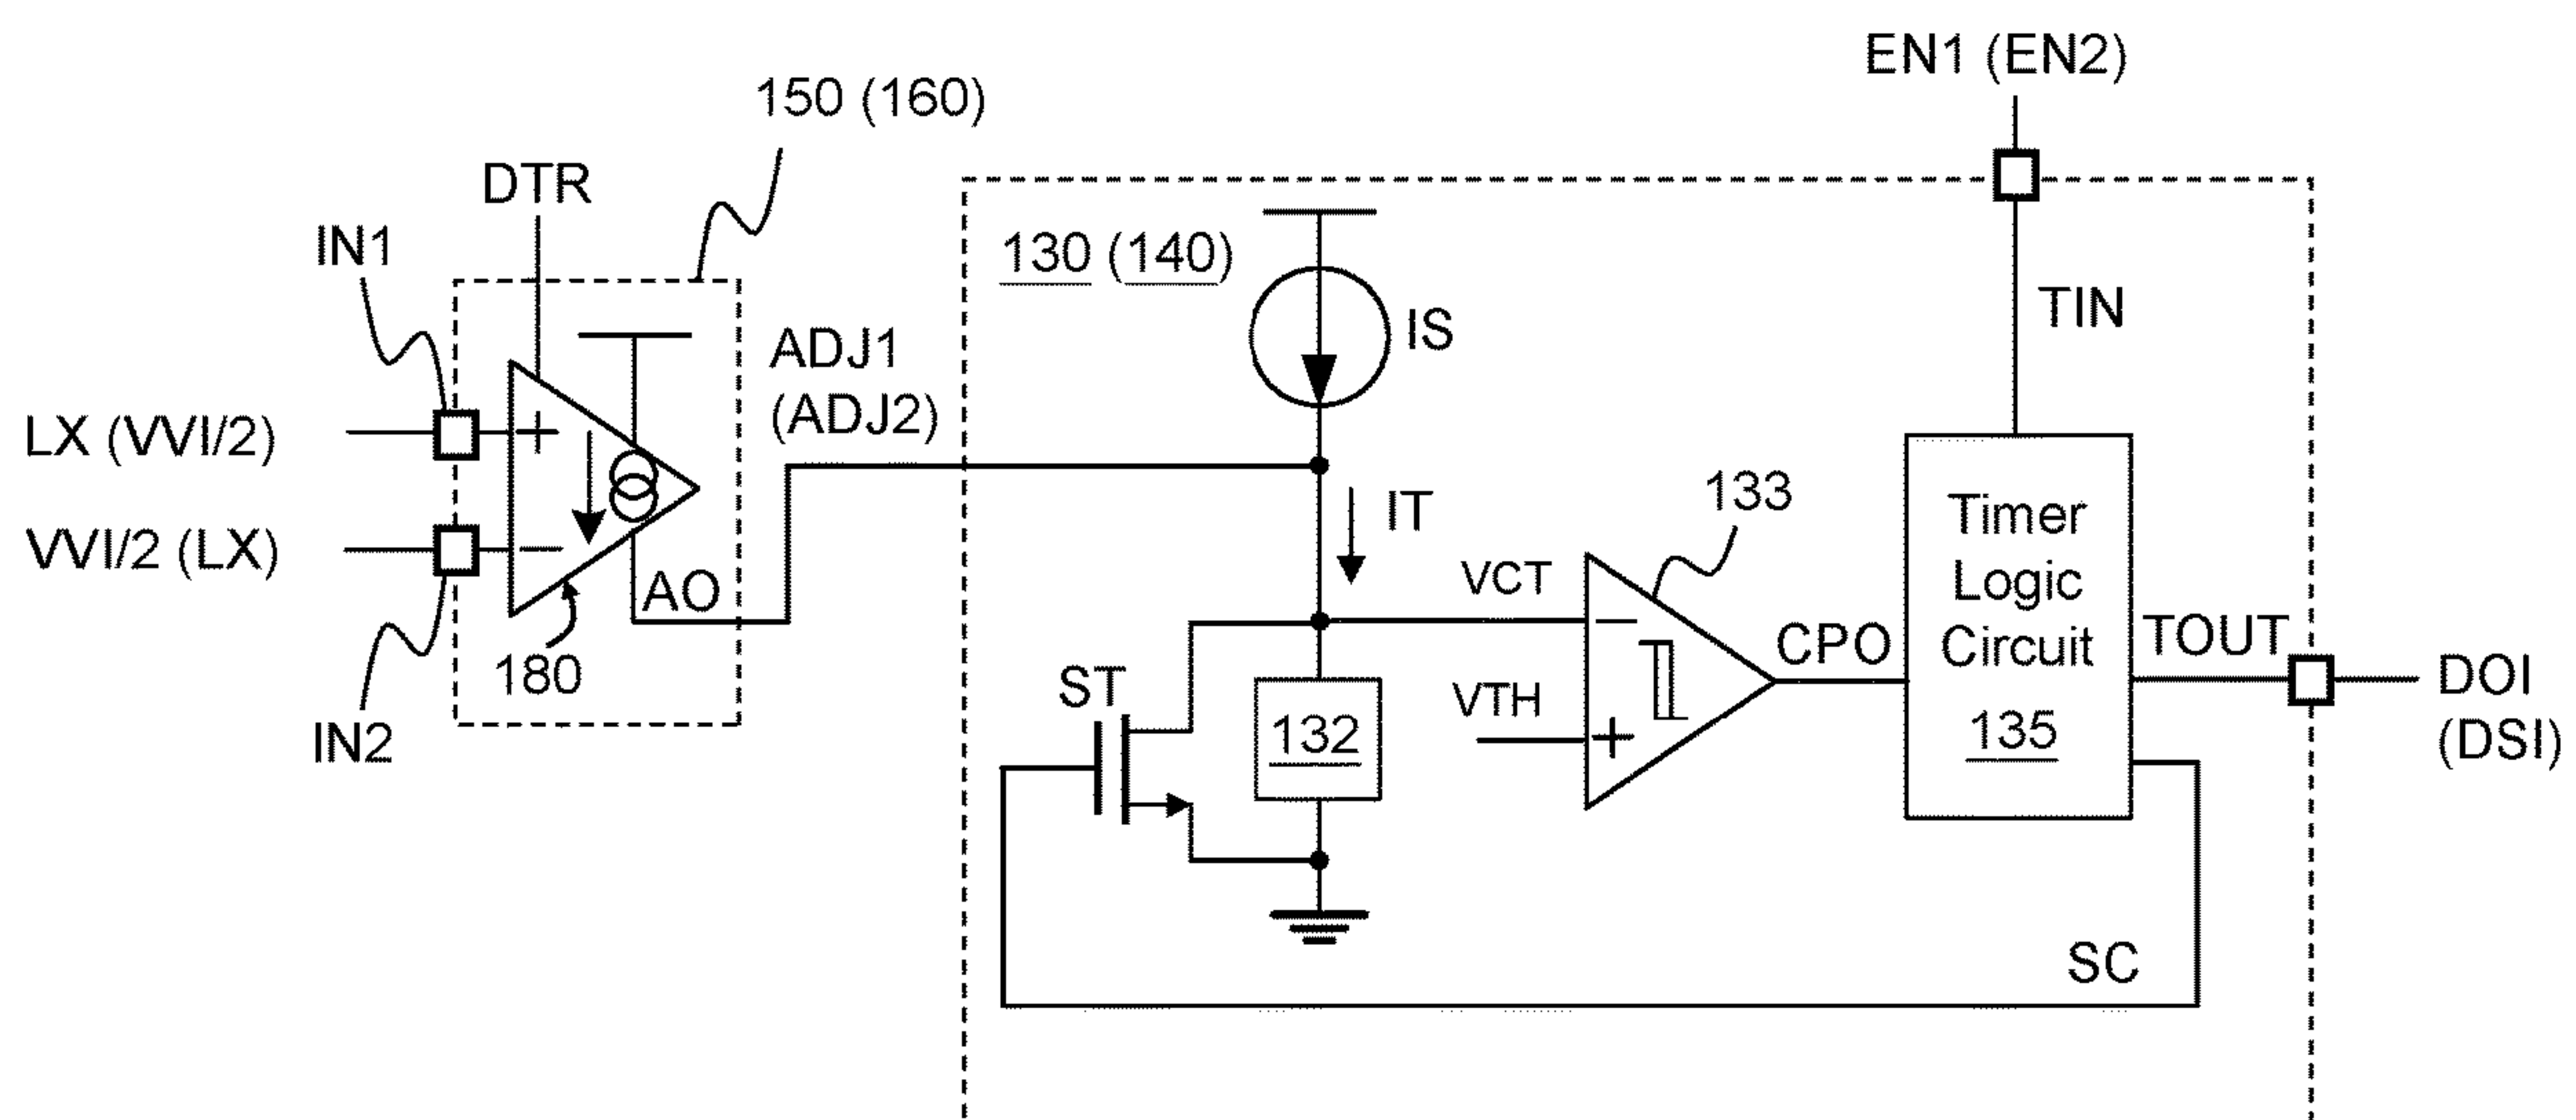 EN1 (EN2)
150 (160)
DTR
IN1
130 (140)
IS
TIN
ADJ1
(ADJ2)
LX (VVI/2)
+
VVI/2 (LX)
−
AO
180
IN2
IT
133
VCT
−
VTH
+
CPO
Timer
Logic
Circuit
135
TOUT
DOI
(DSI)
ST
132
SC